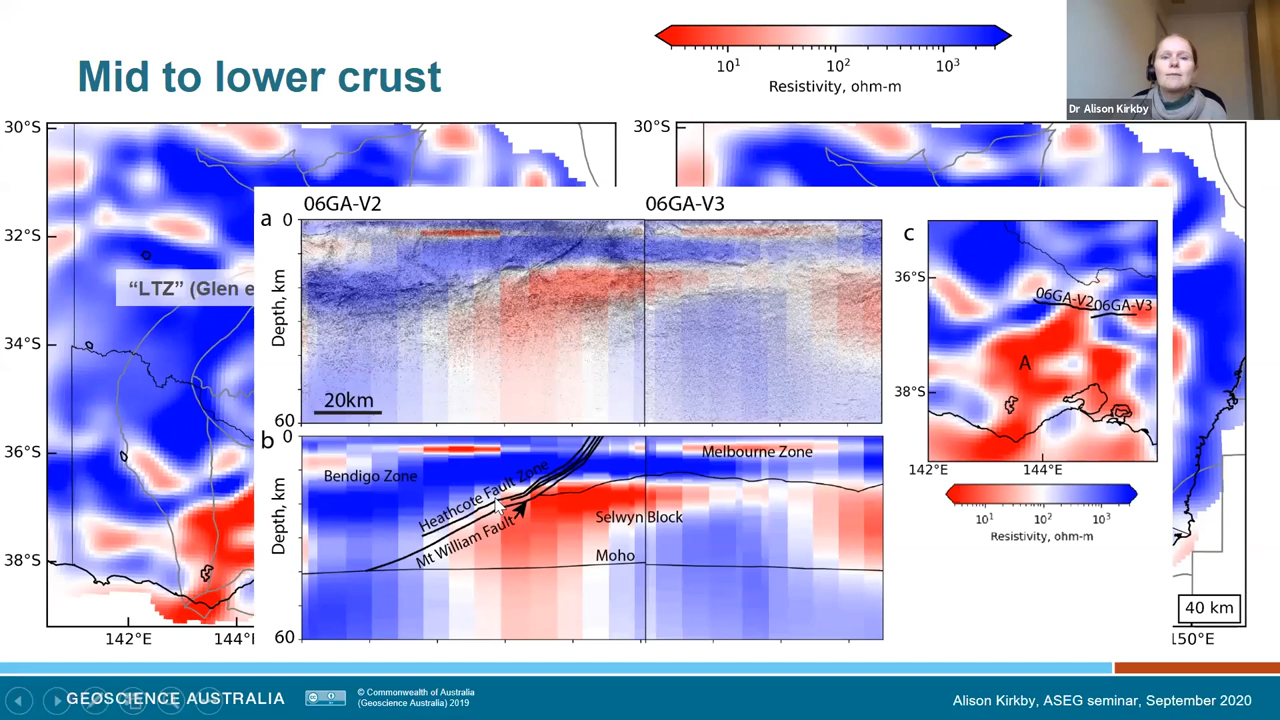 Mid to lower crust
10¹ 10² 10³
Resistivity, ohm-m
Dr Alison Kirkby
30°S
32°S
34°S
36°S
38°S
142°E 144°
30°S
"LTZ" (Glen e
06GA-V2 06GA-V3
a
0
Depth, km
60
20km
b
0
Depth, km
60
Bendigo Zone
Heathcote Fault Zone
Mt William Fault
Melbourne Zone
Selwyn Block
Moho
c
36°S
38°S
06GA-V2 06GA-V3
A
142°E 144°E
10¹ 10² 10³
Resistivity, ohm-m
40 km
150°E
GEOSCIENCE AUSTRALIA
© Commonwealth of Australia
(Geoscience Australia) 2019
Alison Kirkby, ASEG seminar, September 2020